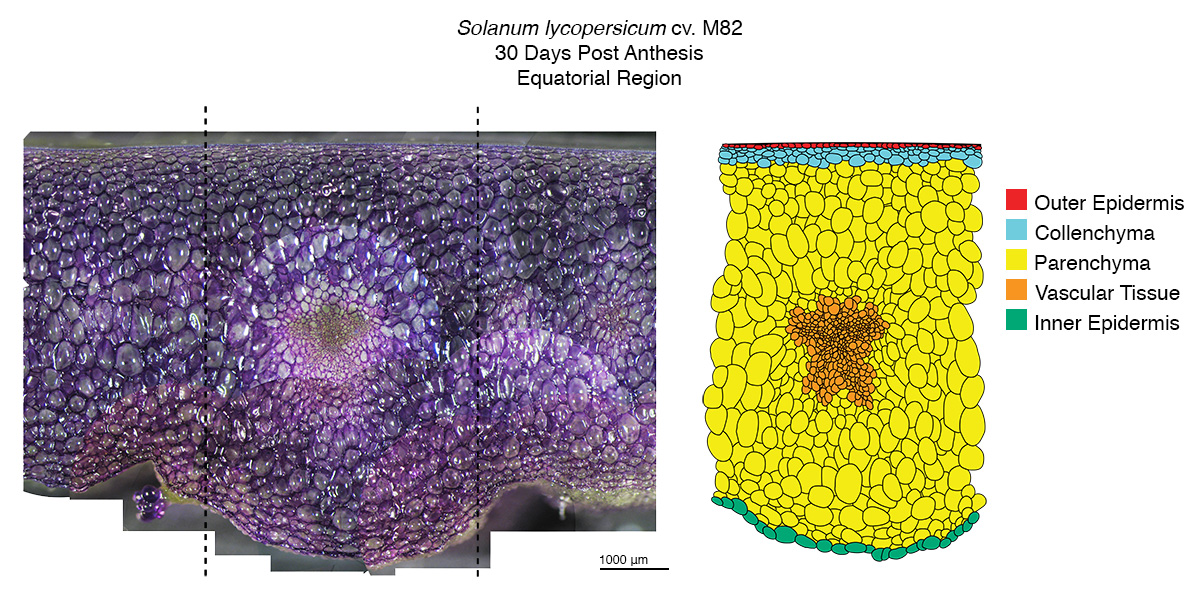 Solanum lycopersicum cv. M82
30 Days Post Anthesis
Equatorial Region
Outer Epidermis
Collenchyma
Parenchyma
Vascular Tissue
Inner Epidermis
1000 µm